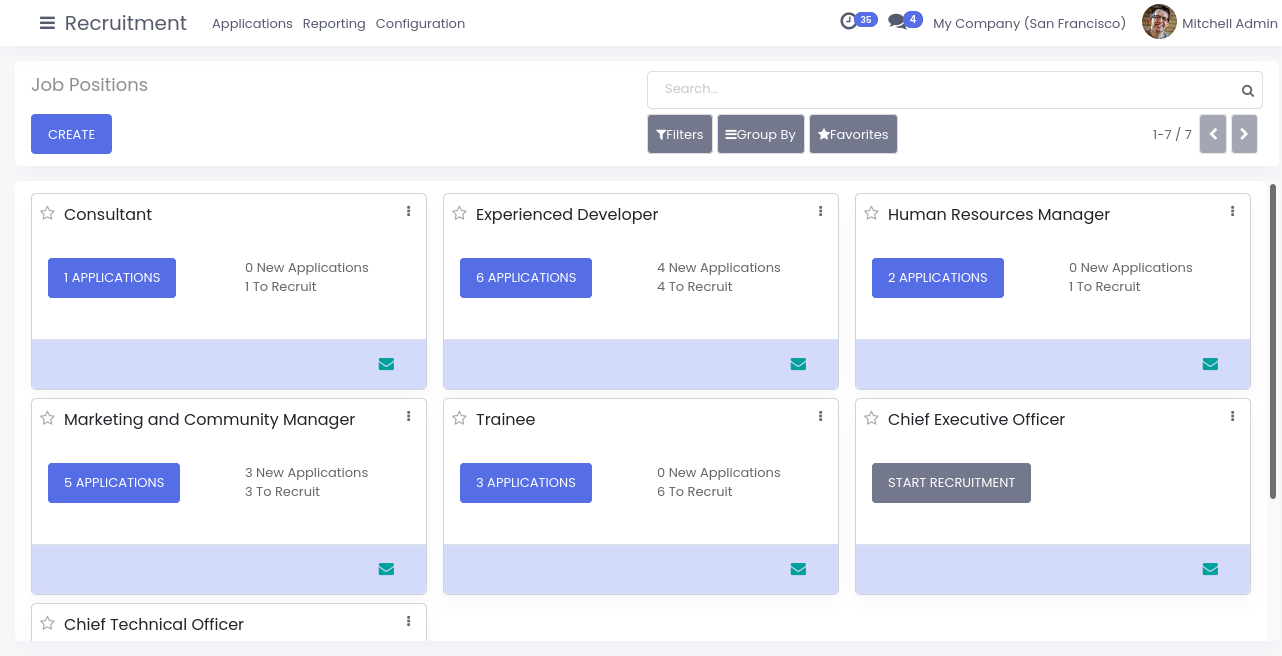 Recruitment Applications Reporting Configuration 35 4 My Company (San Francisco) Mitchell Admin
Job Positions
Search...
CREATE Filters Group By Favorites 1-7 / 7
Consultant Experienced Developer Human Resources Manager
1 APPLICATIONS 0 New Applications 6 APPLICATIONS 4 New Applications 2 APPLICATIONS 0 New Applications
1 To Recruit 4 To Recruit 1 To Recruit
Marketing and Community Manager Trainee Chief Executive Officer
5 APPLICATIONS 3 New Applications 3 APPLICATIONS 0 New Applications START RECRUITMENT
3 To Recruit 6 To Recruit
Chief Technical Officer